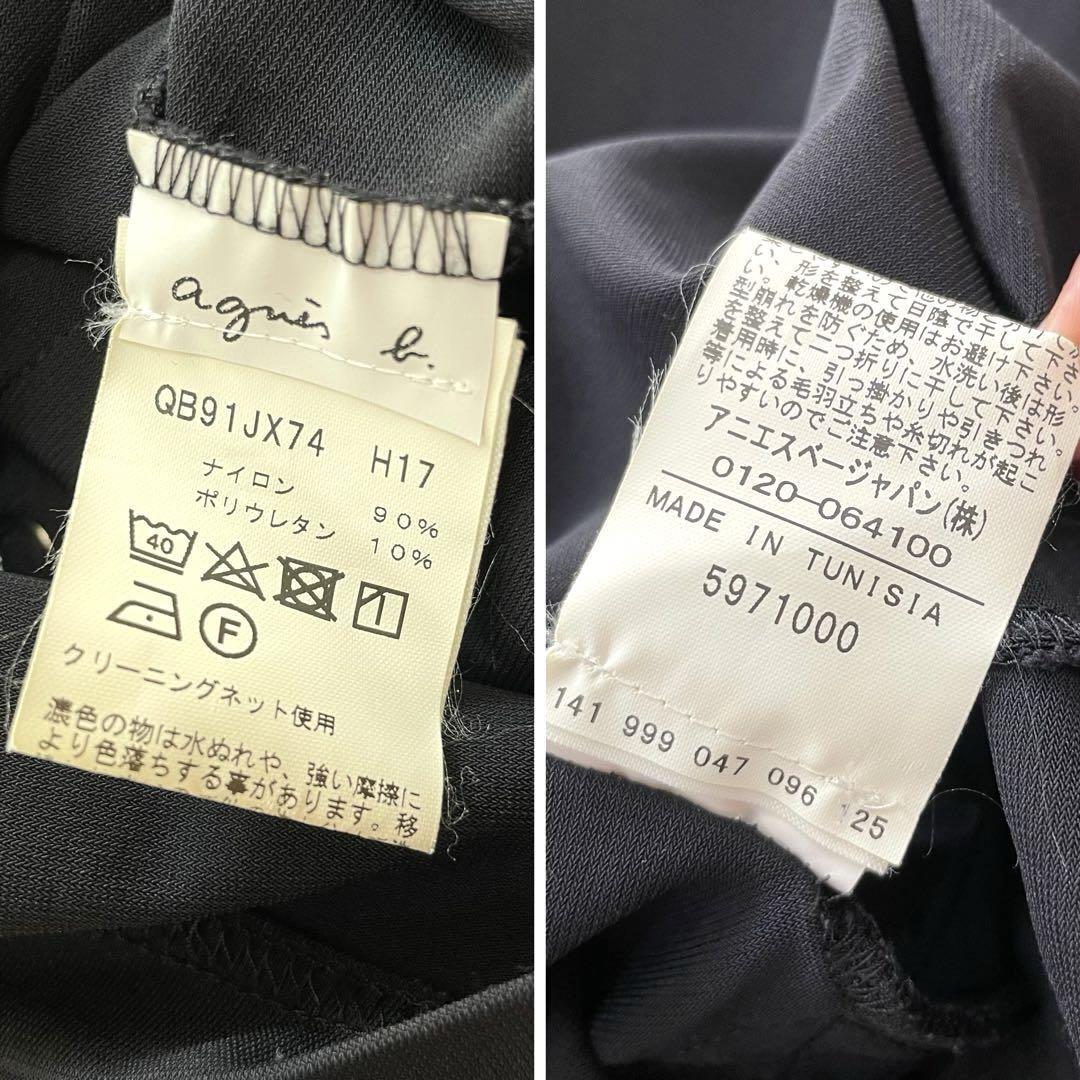 agnès b.
QB91JX74 H17
ナイロン 90%
ポリウレタン 10%
40
F
クリーニングネット使用
濃色の物は水ぬれや、強い摩擦に
より色落ちする事があります。移
形を整えて日陰で干して下さい。
い。乾燥機の使用はお避け下さい。
型崩れを防ぐため、水洗い後は形
を整えて二つ折りに干して下さい。
着用時に、引っ掛かりや引きつれ
等による毛羽立ちや糸切れが起こ
りやすいのでご注意下さい。
アニエスベージャパン(株)
0120-064100
MADE IN TUNISIA
5971000
141 999 047 096 125